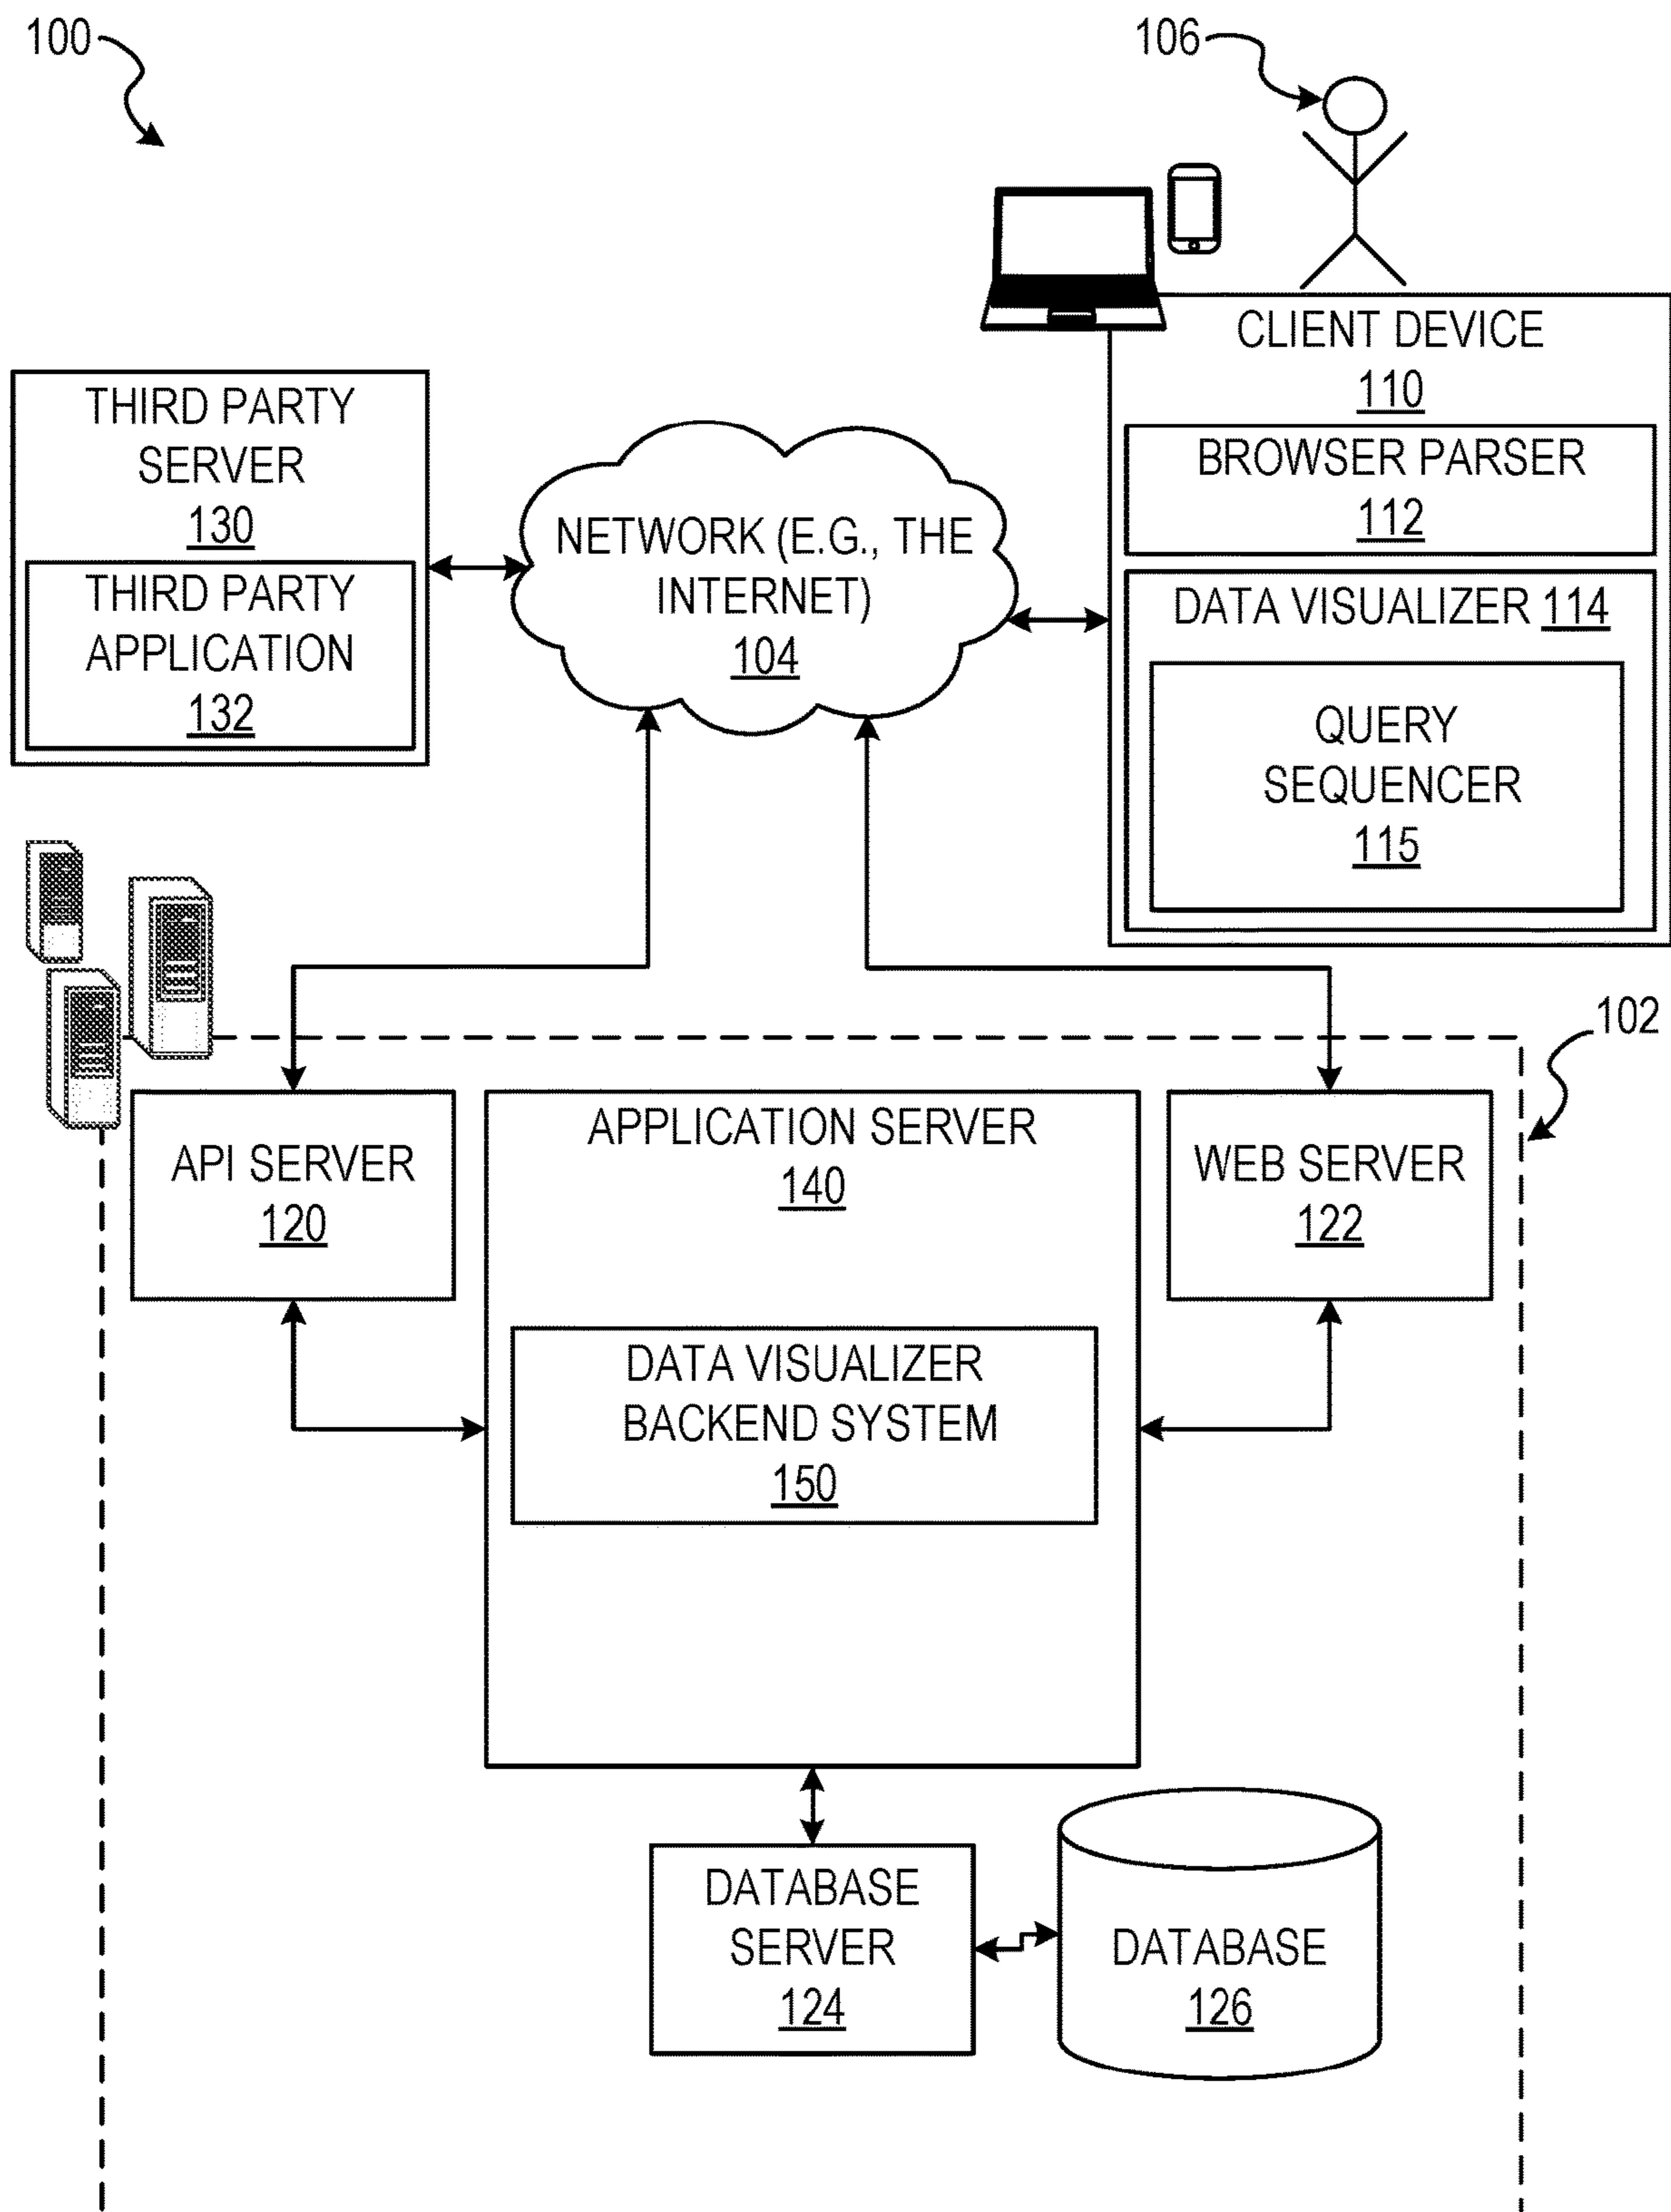 100
106
CLIENT DEVICE
110
BROWSER PARSER
112
DATA VISUALIZER 114
QUERY
SEQUENCER
115
THIRD PARTY
SERVER
130
THIRD PARTY
APPLICATION
132
NETWORK (E.G., THE
INTERNET)
104
102
API SERVER
120
APPLICATION SERVER
140
DATA VISUALIZER
BACKEND SYSTEM
150
WEB SERVER
122
DATABASE
SERVER
124
DATABASE
126